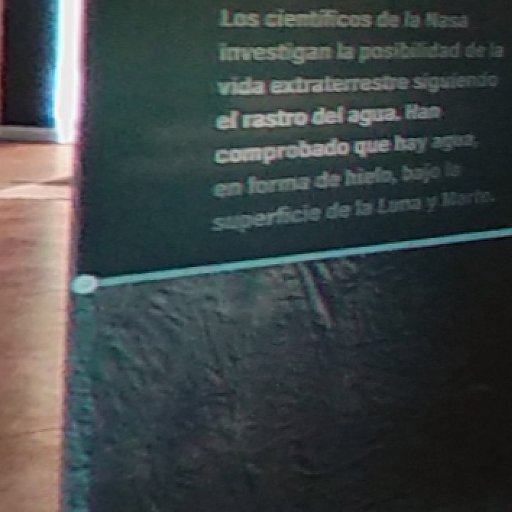 Los científicos de la Nasa
investigan la posibilidad de la
vida extraterrestre siguiendo
el rastro del agua. Han
comprobado que hay agua,
en forma de hielo, bajo la
superficie de la Luna y Marte.